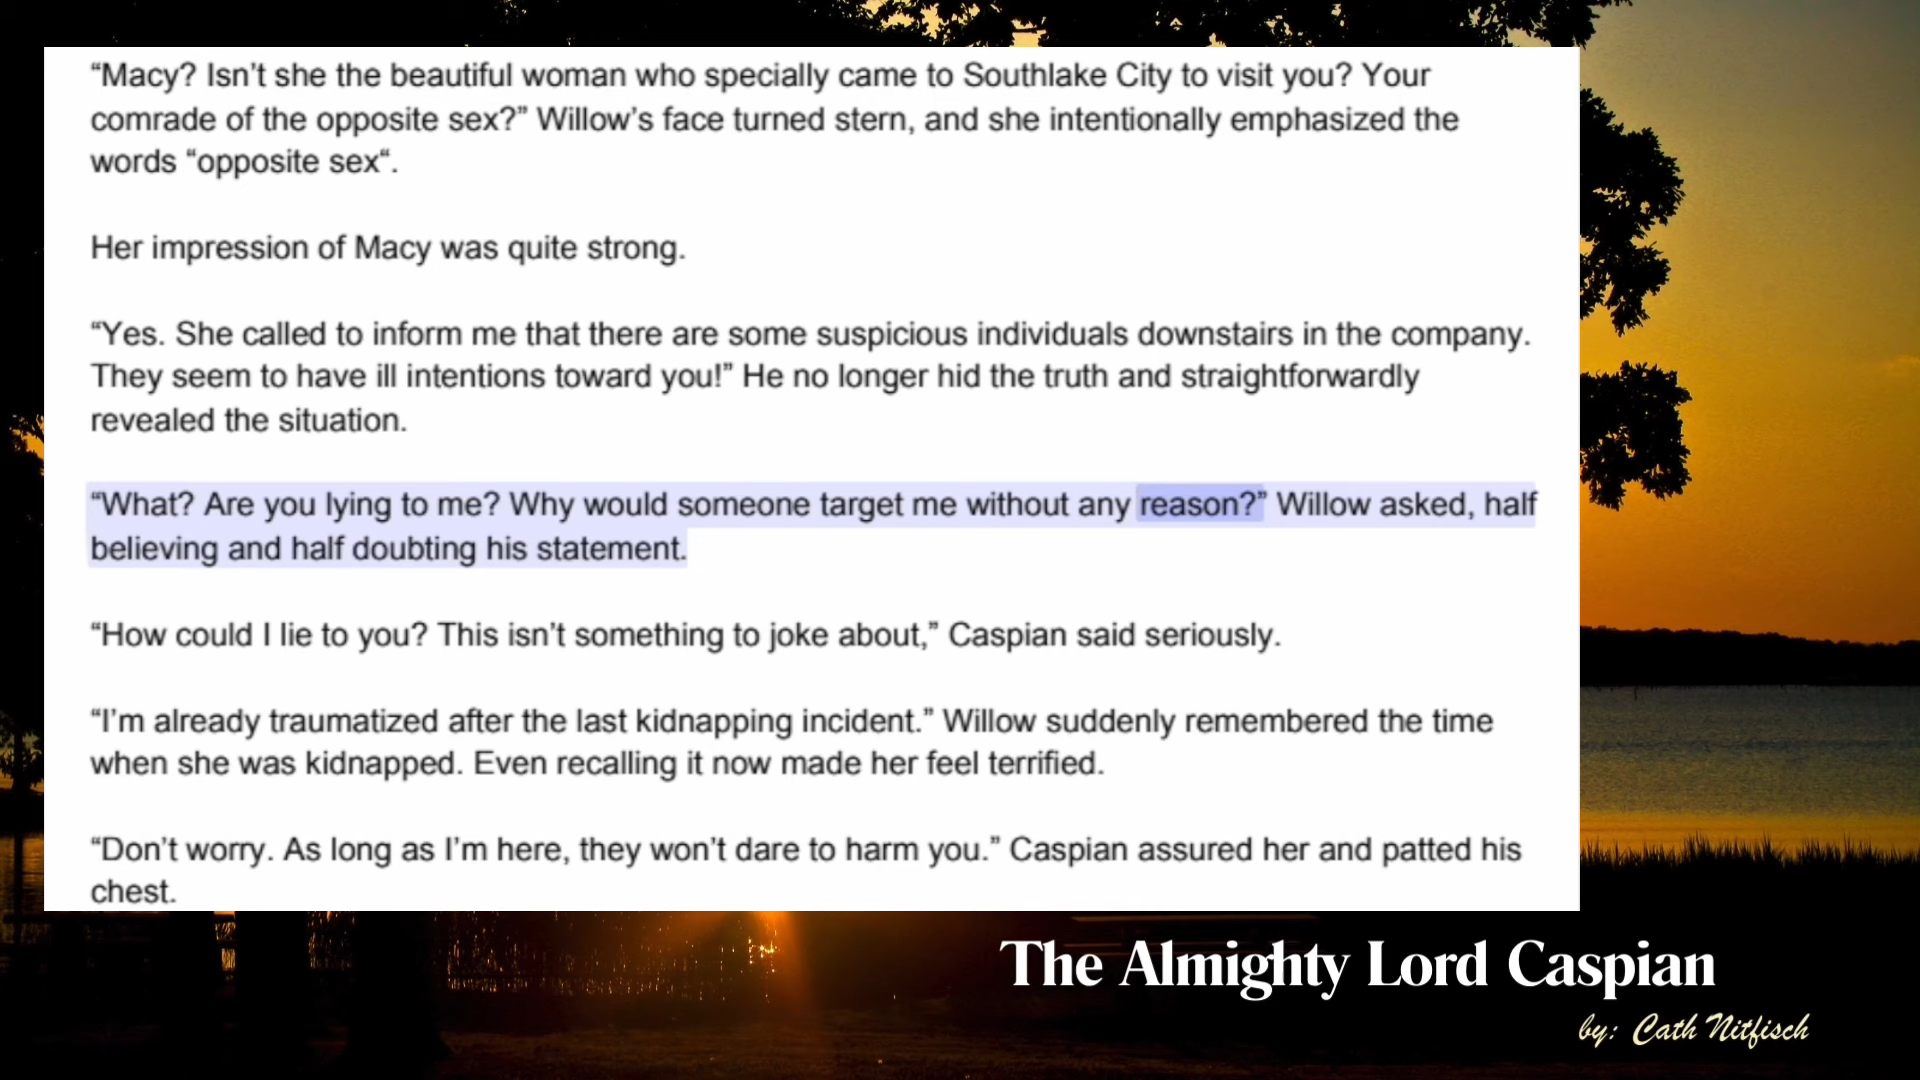 “Macy? Isn’t she the beautiful woman who specially came to Southlake City to visit you? Your
comrade of the opposite sex?” Willow’s face turned stern, and she intentionally emphasized the
words “opposite sex“.
Her impression of Macy was quite strong.
“Yes. She called to inform me that there are some suspicious individuals downstairs in the company.
They seem to have ill intentions toward you!” He no longer hid the truth and straightforwardly
revealed the situation.
“What? Are you lying to me? Why would someone target me without any reason?” Willow asked, half
believing and half doubting his statement.
“How could I lie to you? This isn’t something to joke about,” Caspian said seriously.
“I’m already traumatized after the last kidnapping incident.” Willow suddenly remembered the time
when she was kidnapped. Even recalling it now made her feel terrified.
“Don’t worry. As long as I’m here, they won’t dare to harm you.” Caspian assured her and patted his
chest.
The Almighty Lord Caspian
by: Cath Nitfisch